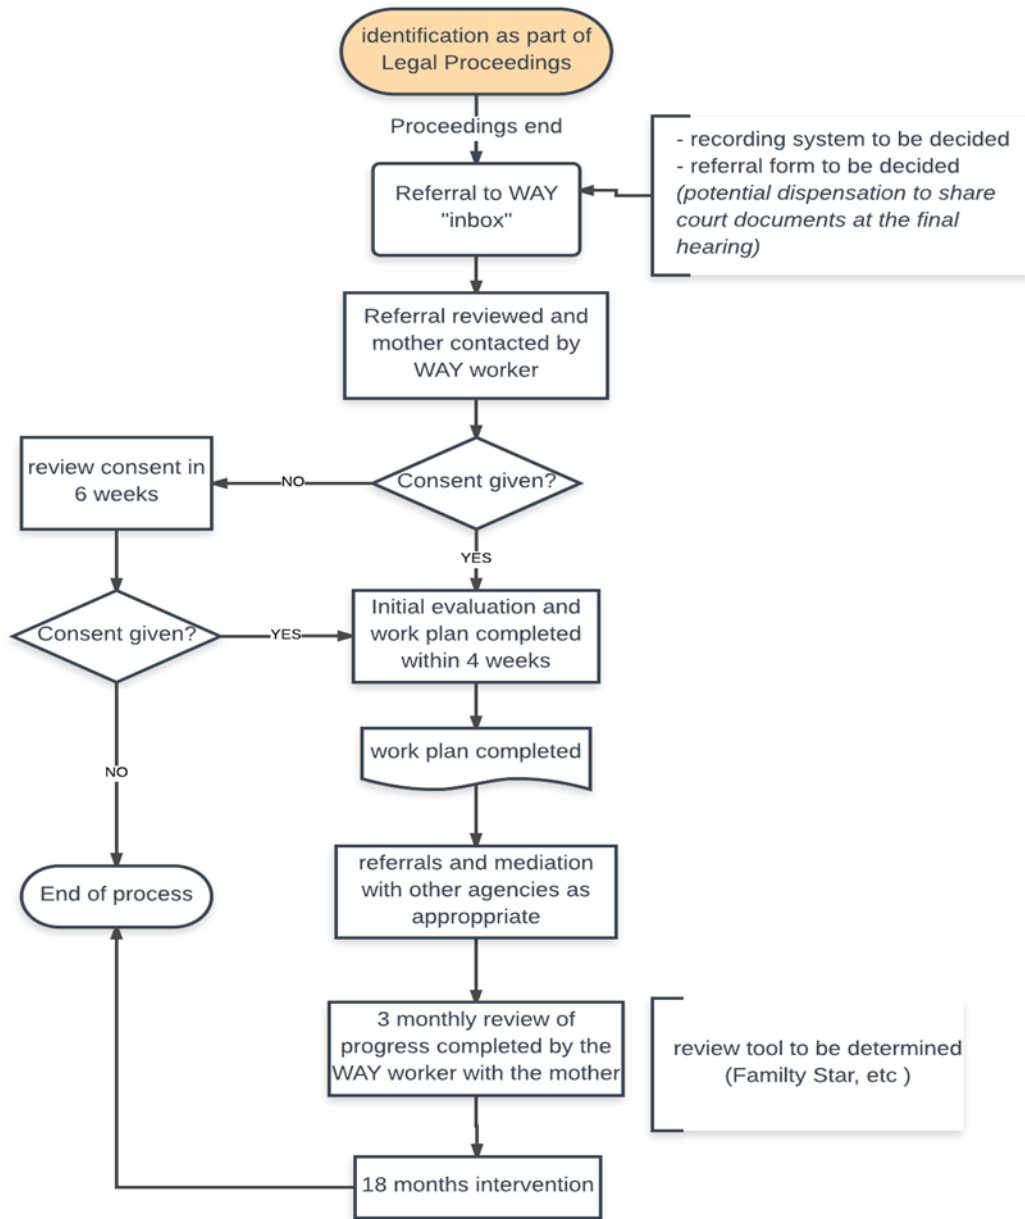 identification as part of
Legal Proceedings
Proceedings end
- recording system to be decided
- referral form to be decided
(potential dispensation to share
court documents at the final
hearing)
Referral to WAY
"inbox"
Referral reviewed and
mother contacted by
WAY worker
Consent given?
NO
review consent in
6 weeks
YES
Consent given?
YES
Initial evaluation and
work plan completed
within 4 weeks
NO
work plan completed
End of process
referrals and mediation
with other agencies as
approppriate
3 monthly review of
progress completed by the
WAY worker with the mother
review tool to be determined
(Familty Star, etc )
18 months intervention